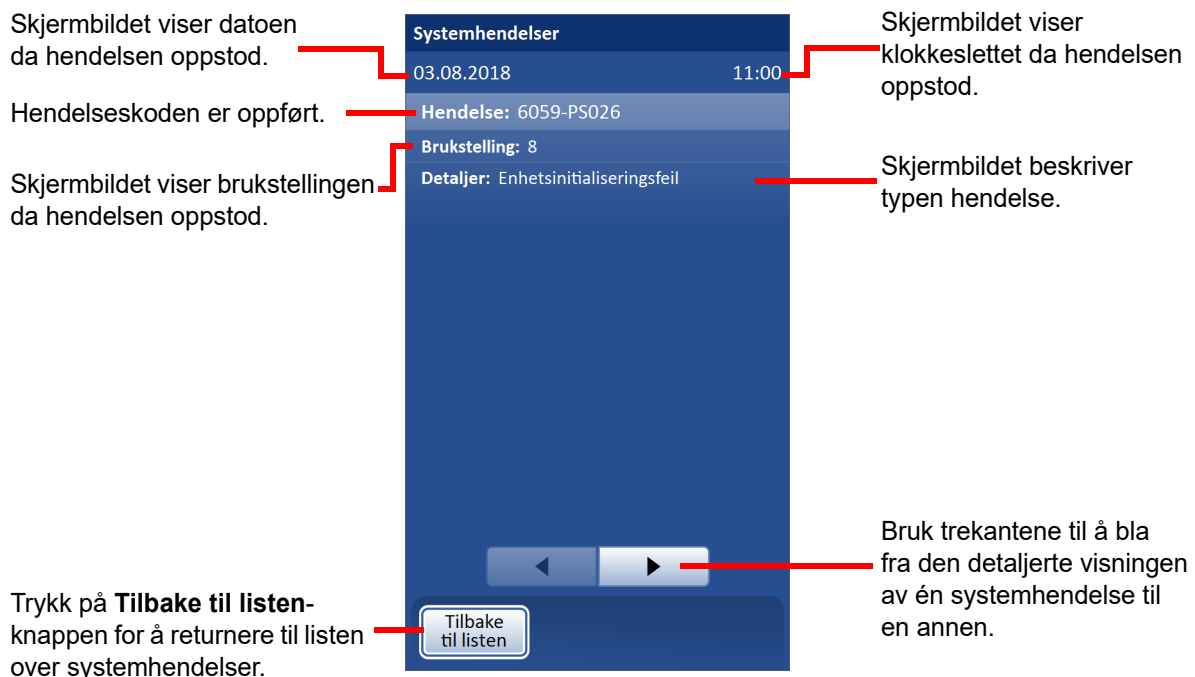 Skjermbildet viser datoen
da hendelsen oppstod.
Hendelseskoden er oppført.
Skjermbildet viser brukstellingen
da hendelsen oppstod.
Trykk på Tilbake til listen-
knappen for å returnere til listen
over systemhendelser.
Systemhendelser
03.08.2018 11:00
Hendelse: 6059-PS026
Brukstelling: 8
Detaljer: Enhetsinitialiseringsfeil
Tilbake
til listen
Skjermbildet viser
klokkeslettet da hendelsen
oppstod.
Skjermbildet beskriver
typen hendelse.
Bruk trekantene til å bla
fra den detaljerte visningen
av én systemhendelse til
en annen.